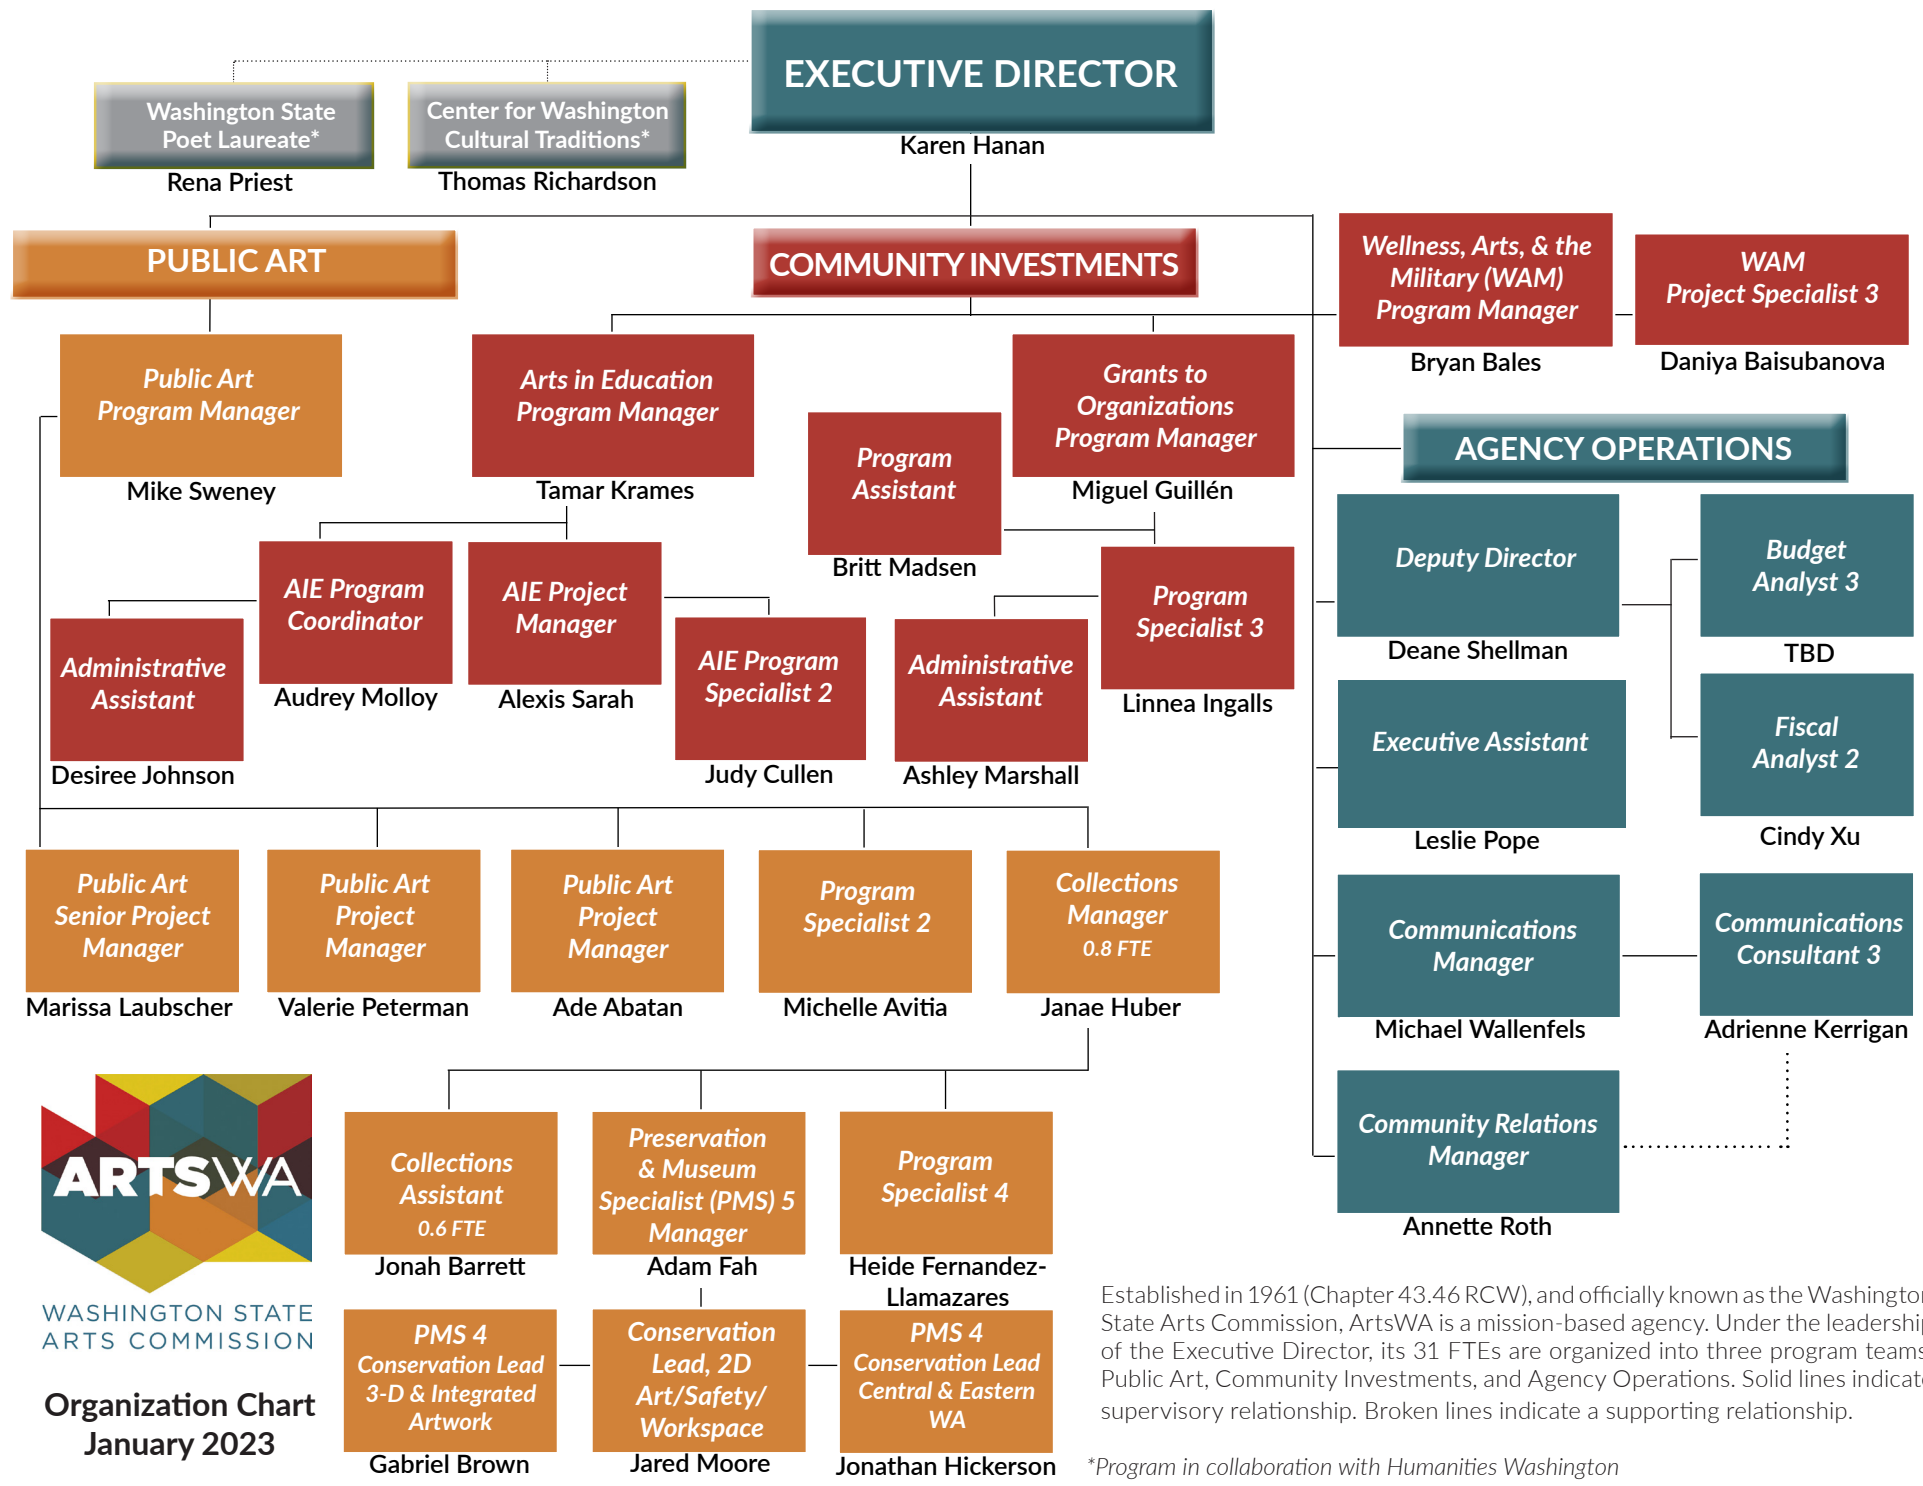 EXECUTIVE DIRECTOR
Karen Hanan
Washington State
Poet Laureate*
Rena Priest
Center for Washington
Cultural Traditions*
Thomas Richardson
PUBLIC ART
COMMUNITY INVESTMENTS
Wellness, Arts, & the
Military (WAM)
Program Manager
Bryan Bales
WAM
Project Specialist 3
Daniya Baisubanova
Public Art
Program Manager
Mike Sweney
Arts in Education
Program Manager
Tamar Krames
Grants to
Organizations
Program Manager
Miguel Guillén
Program
Assistant
Britt Madsen
AGENCY OPERATIONS
Administrative
Assistant
Desiree Johnson
AIE Program
Coordinator
Audrey Molloy
AIE Project
Manager
Alexis Sarah
AIE Program
Specialist 2
Judy Cullen
Administrative
Assistant
Ashley Marshall
Program
Specialist 3
Linnea Ingalls
Deputy Director
Deane Shellman
Budget
Analyst 3
TBD
Executive Assistant
Leslie Pope
Fiscal
Analyst 2
Cindy Xu
Public Art
Senior Project
Manager
Marissa Laubscher
Public Art
Project
Manager
Valerie Peterman
Public Art
Project
Manager
Ade Abatan
Program
Specialist 2
Michelle Avitia
Collections
Manager
0.8 FTE
Janae Huber
Communications
Manager
Michael Wallenfels
Communications
Consultant 3
Adrienne Kerrigan
Community Relations
Manager
Annette Roth
Collections
Assistant
0.6 FTE
Jonah Barrett
Preservation
& Museum
Specialist (PMS) 5
Manager
Adam Fah
Program
Specialist 4
Heide Fernandez-
Llamazares
PMS 4
Conservation Lead
3-D & Integrated
Artwork
Gabriel Brown
Conservation
Lead, 2D
Art/Safety/
Workspace
Jared Moore
PMS 4
Conservation Lead
Central & Eastern
WA
Jonathan Hickerson
ARTSWA
WASHINGTON STATE
ARTS COMMISSION
Organization Chart
January 2023
Established in 1961 (Chapter 43.46 RCW), and officially known as the Washington
State Arts Commission, ArtsWA is a mission-based agency. Under the leadership
of the Executive Director, its 31 FTEs are organized into three program teams:
Public Art, Community Investments, and Agency Operations. Solid lines indicate
supervisory relationship. Broken lines indicate a supporting relationship.
*Program in collaboration with Humanities Washington